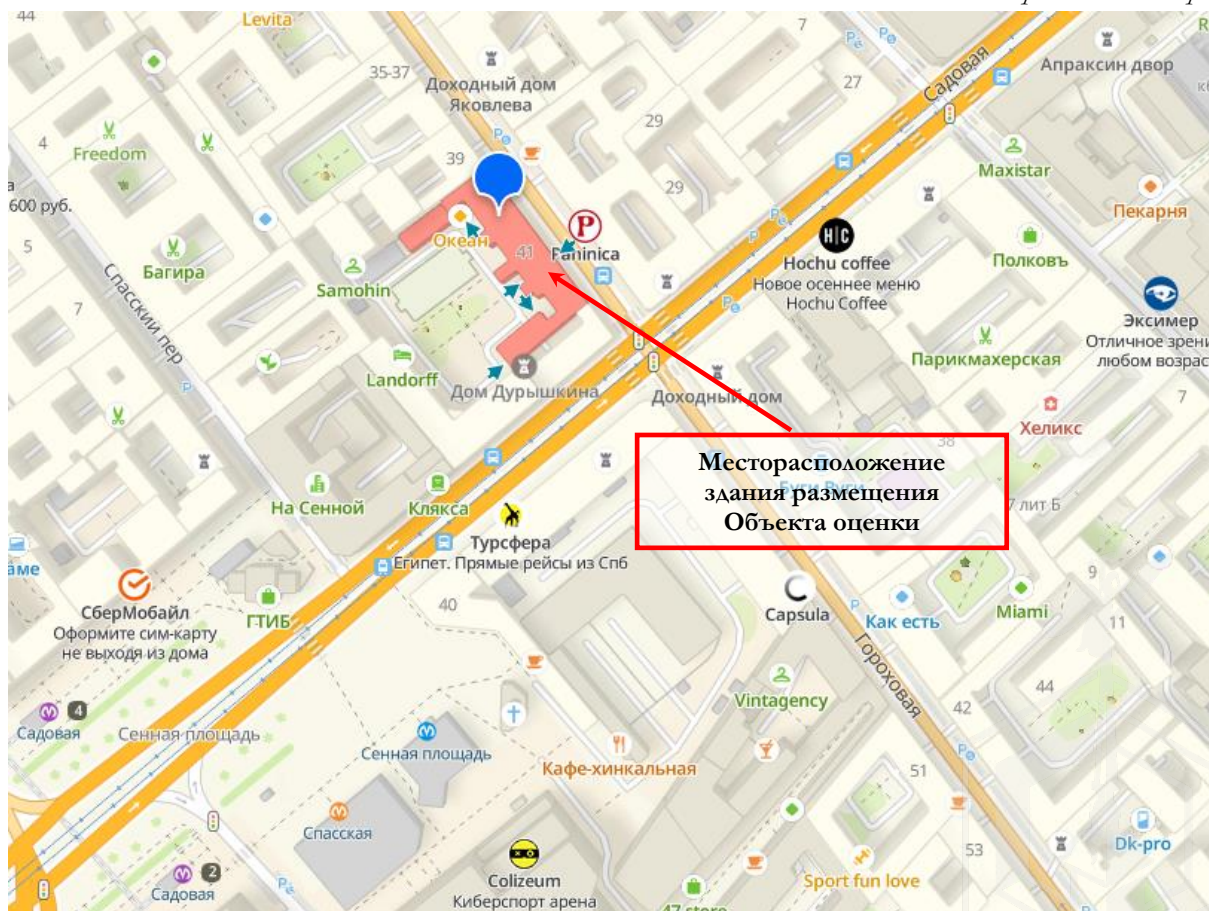 44
Levita
7
Апраксин двор
35-37
Доходный дом
Яковлева
27
Садовая
4
Freedom
29
39
Maxistar
29
600 руб.
Пекарня
Океан
41
Paninica
5
Багира
Hochu coffee
Новое осеннее меню
Hochu Coffee
Полковъ
Samohin
Спасский пер
7
Эксимер
Отличное зрени
любом возрас
Парикмахерская
Landorff
Дом Дурышкина
Доходный дом
7
Хеликс
38
Месторасположение
здания размещения
Объекта оценки
Буги Вуги
7 лит Б
На Сенной
Клякса
Турсфера
Египет. Прямые рейсы из Спб
аме
СберМобайл
Оформите сим-карту
не выходя из дома
ГТИБ
40
Capsula
Как есть
Miami
9
11
Гороховая
Vintagency
44
42
4
Садовая
Сенная площадь
Сенная площадь
Кафе-хинкальная
51
Спасская
Dk-pro
53
2
Садовая
Colizeum
Киберспорт арена
Sport fun love
47 store